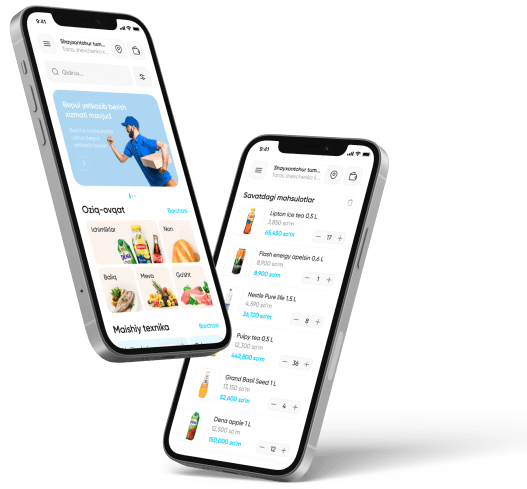 9:41
Shayxontohur tum...
Taras shevchenko k...
Qidiruv...
Bepul yetkazib berish
xizmati mavjud
Oziq-ovqat
Barchasi
Ichimliklar
Non
Baliq
Meva
Go'sht
Maishiy texnika
Barchasi
9:41
Shayxontohur tum...
Taras shevchenko k...
Savatdagi mahsulotlar
Lipton ice tea 0,5 L
3,850 so'm
65,450 so'm
17
Flash energy apelsin 0,6 L
8,900 so'm
8,900 so'm
1
Nestle Pure life 1,5 L
4,590 so'm
36,720 so'm
8
Pulpy tea 0,5 L
12,300 so'm
442,800 so'm
36
Grand Basil Seed 1 L
13,150 so'm
52,600 so'm
4
Dena apple 1 L
12,500 so'm
150,000 so'm
12